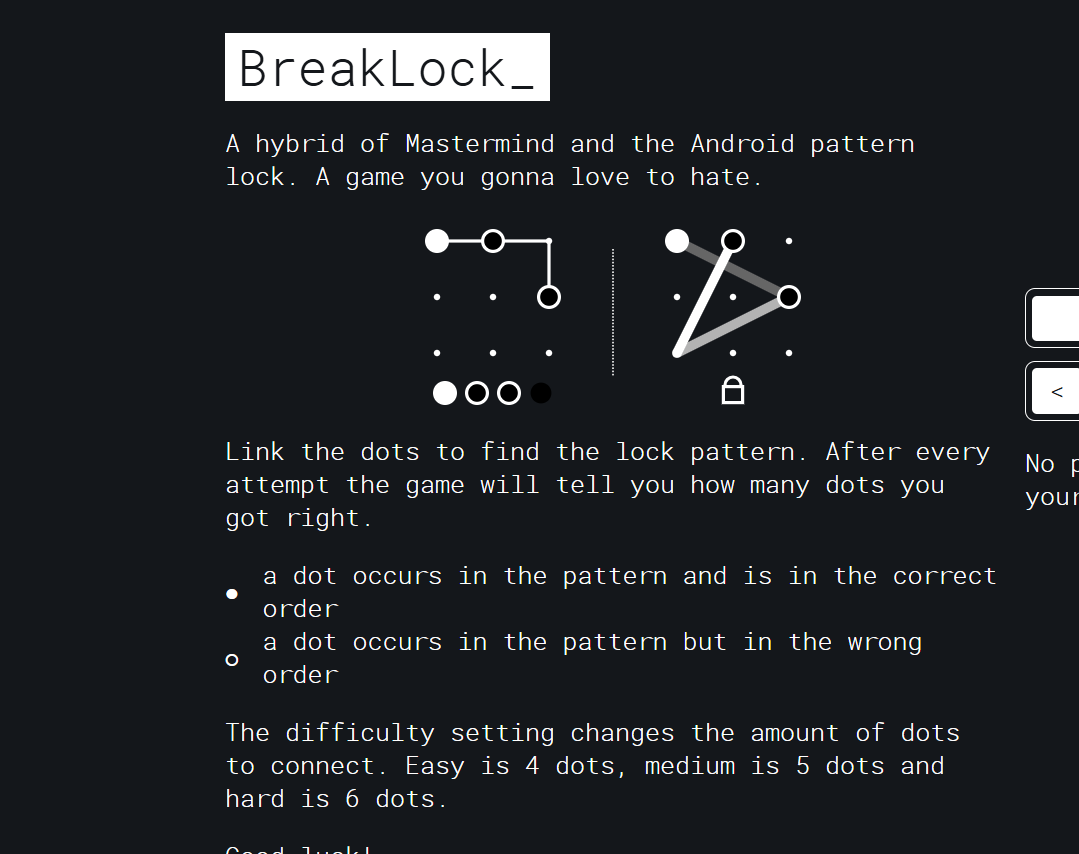 BreakLock_
A hybrid of Mastermind and the Android pattern
lock. A game you gonna love to hate.
Link the dots to find the lock pattern. After every
attempt the game will tell you how many dots you
got right.
a dot occurs in the pattern and is in the correct
order
a dot occurs in the pattern but in the wrong
order
The difficulty setting changes the amount of dots
to connect. Easy is 4 dots, medium is 5 dots and
hard is 6 dots.
Good luck!
<
No p
your